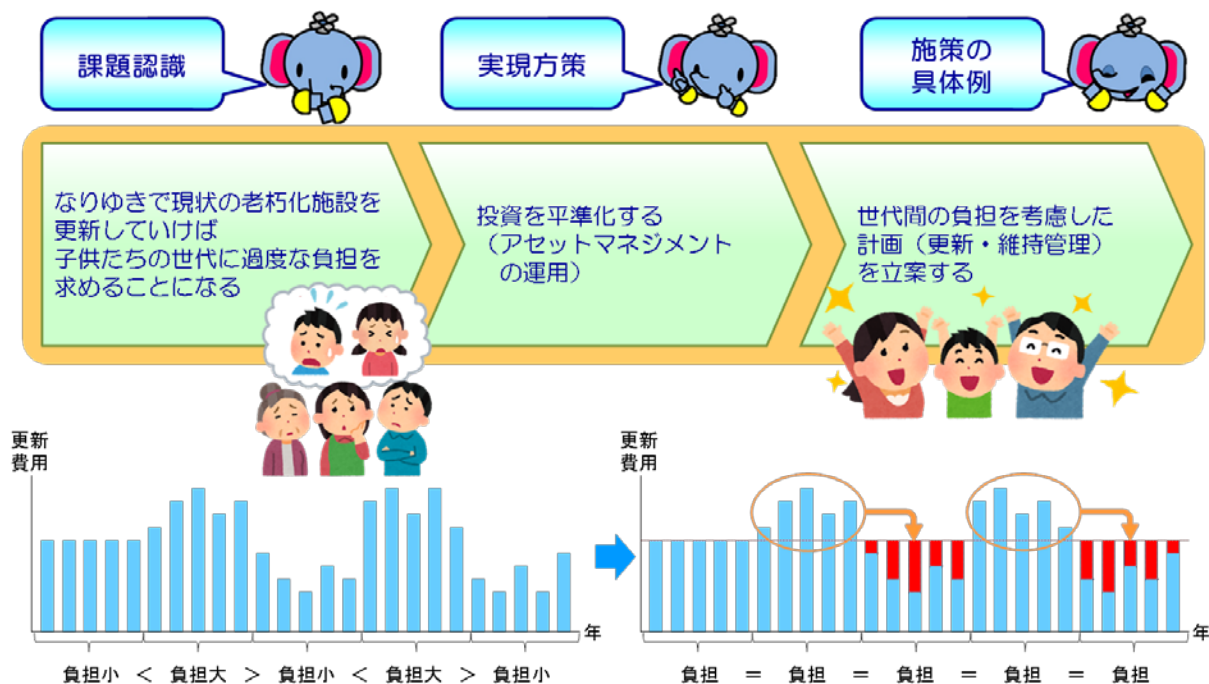 課題認識
実現方策
施策の
具体例
なりゆきで現状の老朽化施設を
更新していけば
子供たちの世代に過度な負担を
求めることになる
投資を平準化する
（アセットマネジメント
の運用）
世代間の負担を考慮した
計画（更新・維持管理）
を立案する
更新
費用
年
負担小 ＜ 負担大 ＞ 負担小 ＜ 負担大 ＞ 負担小
更新
費用
年
負担 ＝ 負担 ＝ 負担 ＝ 負担 ＝ 負担